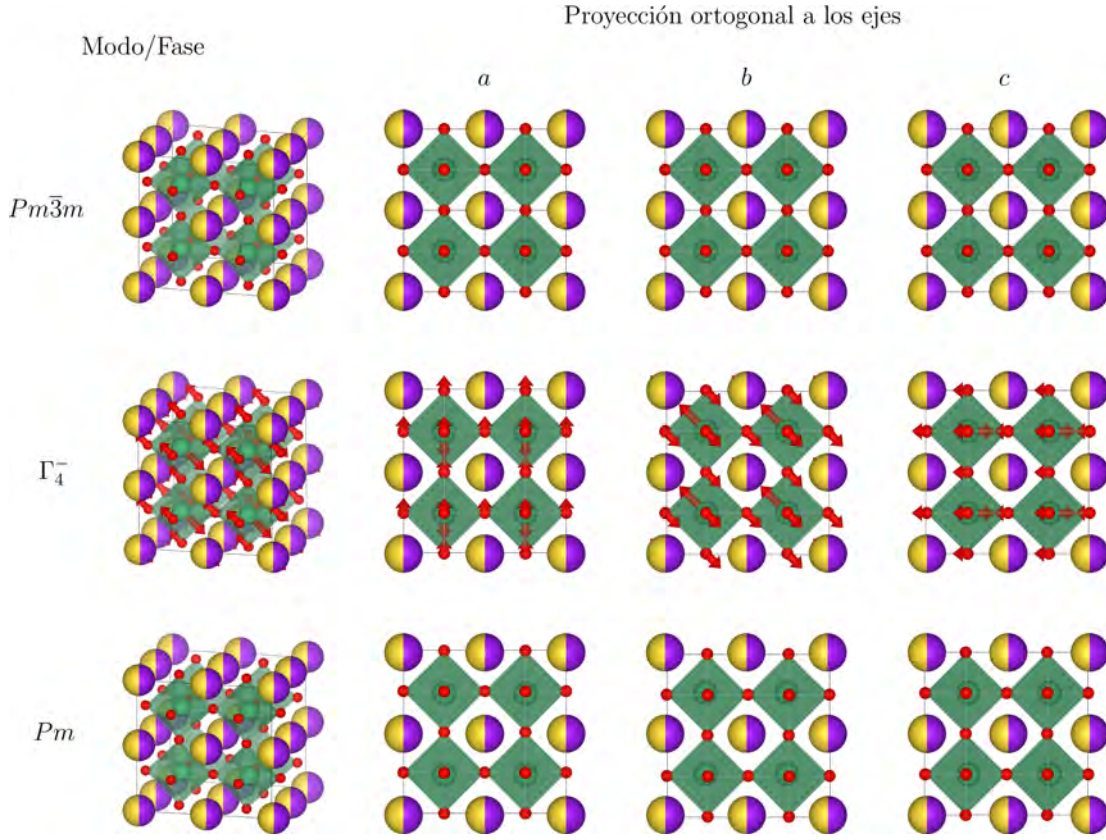 Proyección ortogonal a los ejes
Modo/Fase
a b c
Pm3̅m
Γ₄⁻
Pm